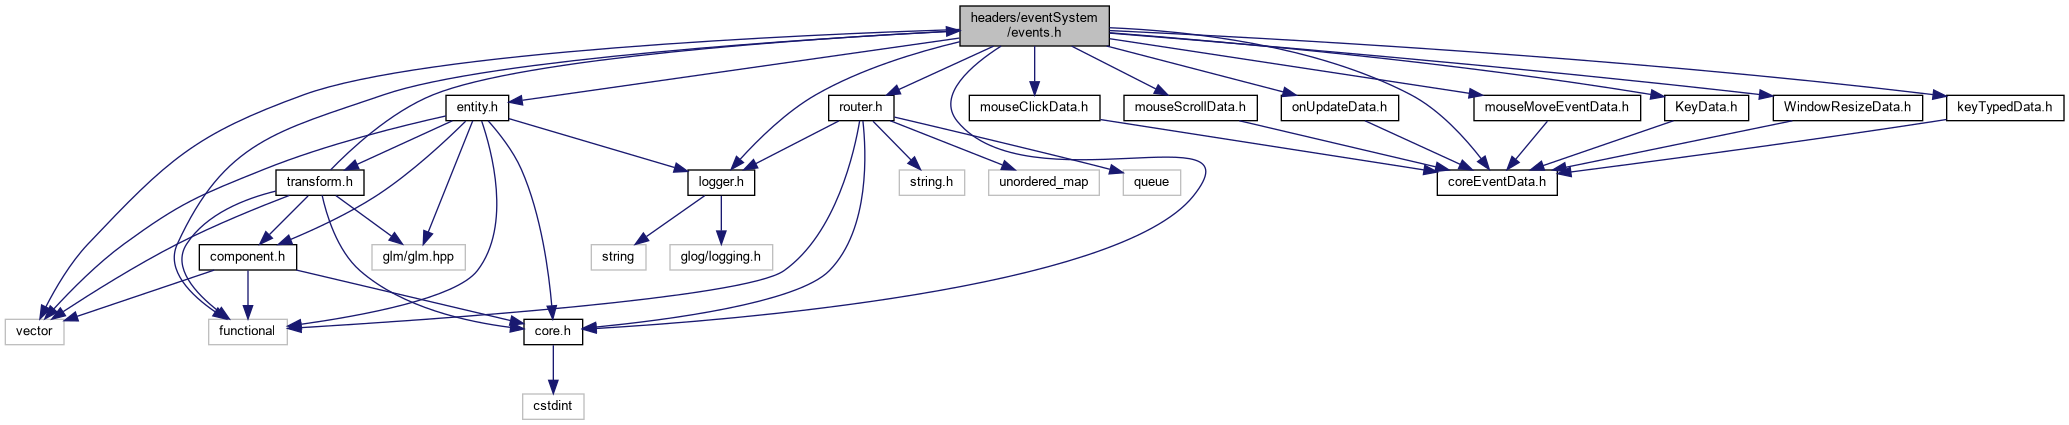 headers/eventSystem
/events.h
entity.h
router.h
mouseClickData.h
mouseScrollData.h
onUpdateData.h
mouseMoveEventData.h
KeyData.h
WindowResizeData.h
keyTypedData.h
transform.h
logger.h
string.h
unordered_map
queue
coreEventData.h
component.h
glm/glm.hpp
string
glog/logging.h
vector
functional
core.h
cstdint